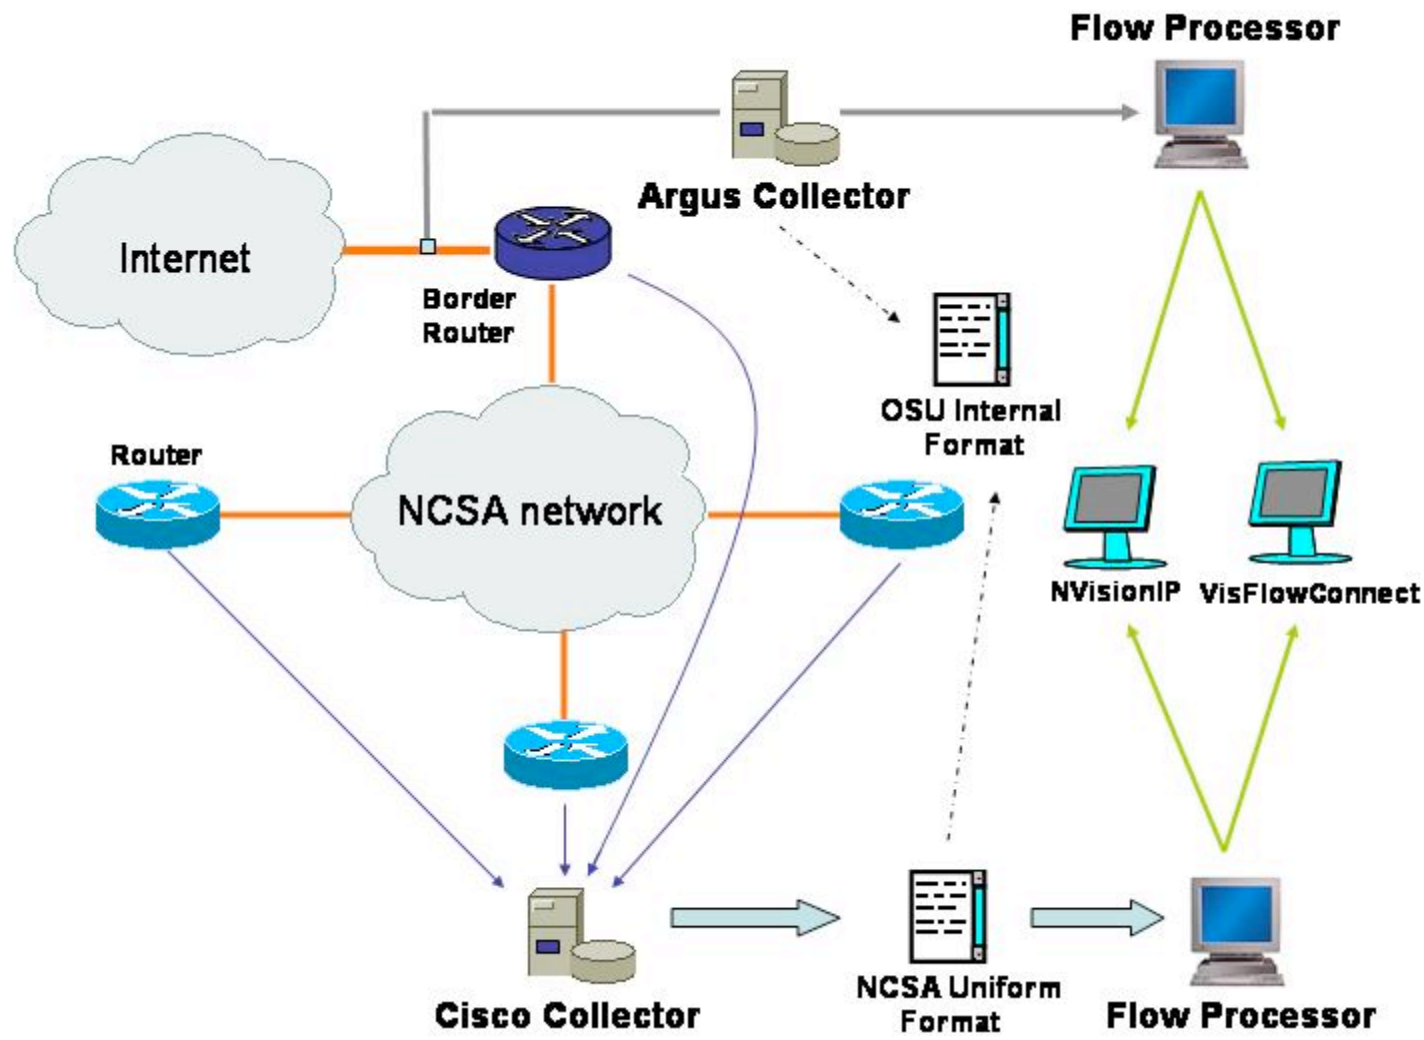 Flow Processor
Argus Collector
Internet
Border
Router
OSU Internal
Format
Router
NCSA network
NVisionIP
VisFlowConnect
NCSA Uniform
Format
Cisco Collector
Flow Processor